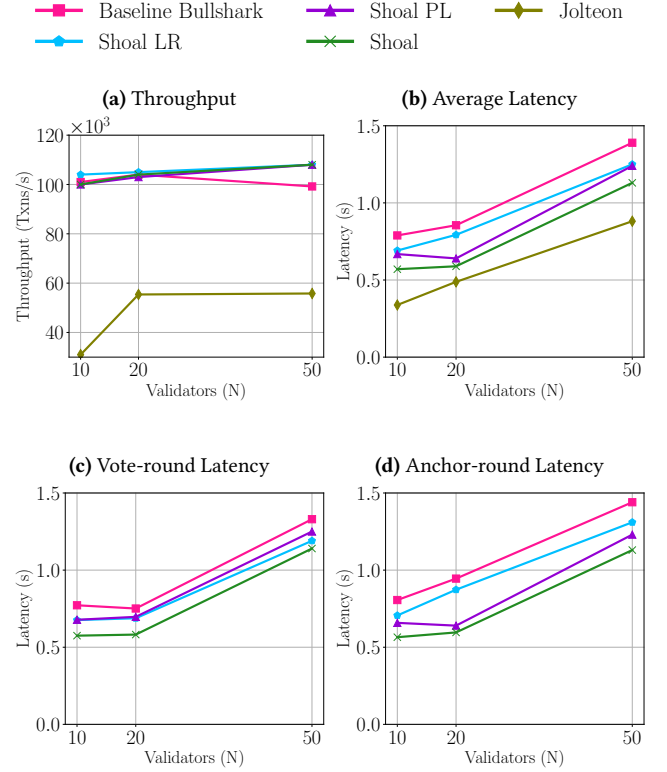 Baseline Bullshark Shoal PL Jolteon
Shoal LR Shoal
(a) Throughput
×10³
120
100
80
60
40
Throughput (Txns/s)
10 20 50
Validators (N)
(b) Average Latency
1.5
1.0
0.5
0.0
Latency (s)
10 20 50
Validators (N)
(c) Vote-round Latency
1.5
1.0
0.5
0.0
Latency (s)
10 20 50
Validators (N)
(d) Anchor-round Latency
1.5
1.0
0.5
0.0
Latency (s)
10 20 50
Validators (N)